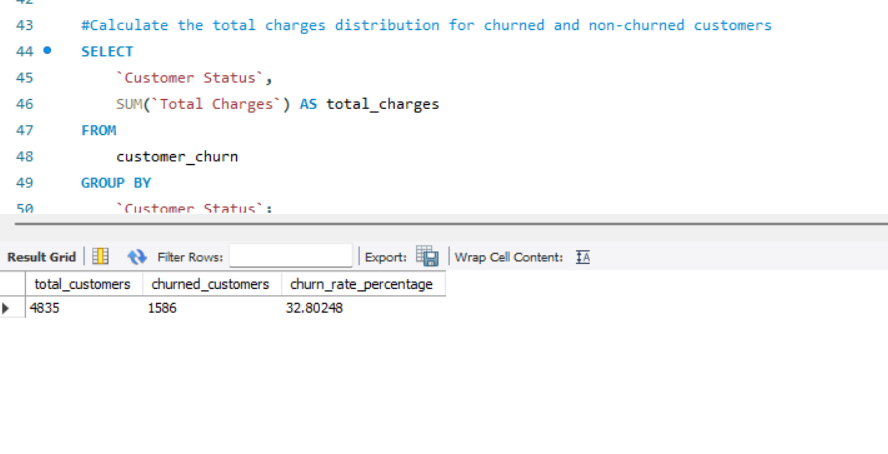 42
43 #Calculate the total charges distribution for churned and non-churned customers
44 SELECT
45 `Customer Status`,
46 SUM(`Total Charges`) AS total_charges
47 FROM
48 customer_churn
49 GROUP BY
50 `Customer Status`;
Result Grid Filter Rows: Export: Wrap Cell Content: IA
total_customers churned_customers churn_rate_percentage
4835 1586 32.80248